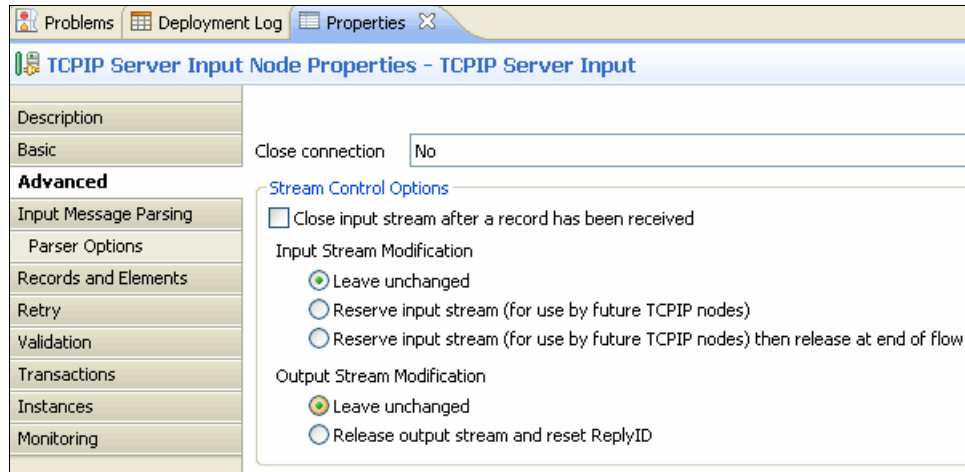 Problems Deployment Log Properties
TCPIP Server Input Node Properties - TCPIP Server Input
Description
Basic
Advanced
Input Message Parsing
Parser Options
Records and Elements
Retry
Validation
Transactions
Instances
Monitoring
Close connection No
Stream Control Options
Close input stream after a record has been received
Input Stream Modification
Leave unchanged
Reserve input stream (for use by future TCPIP nodes)
Reserve input stream (for use by future TCPIP nodes) then release at end of flow
Output Stream Modification
Leave unchanged
Release output stream and reset ReplyID